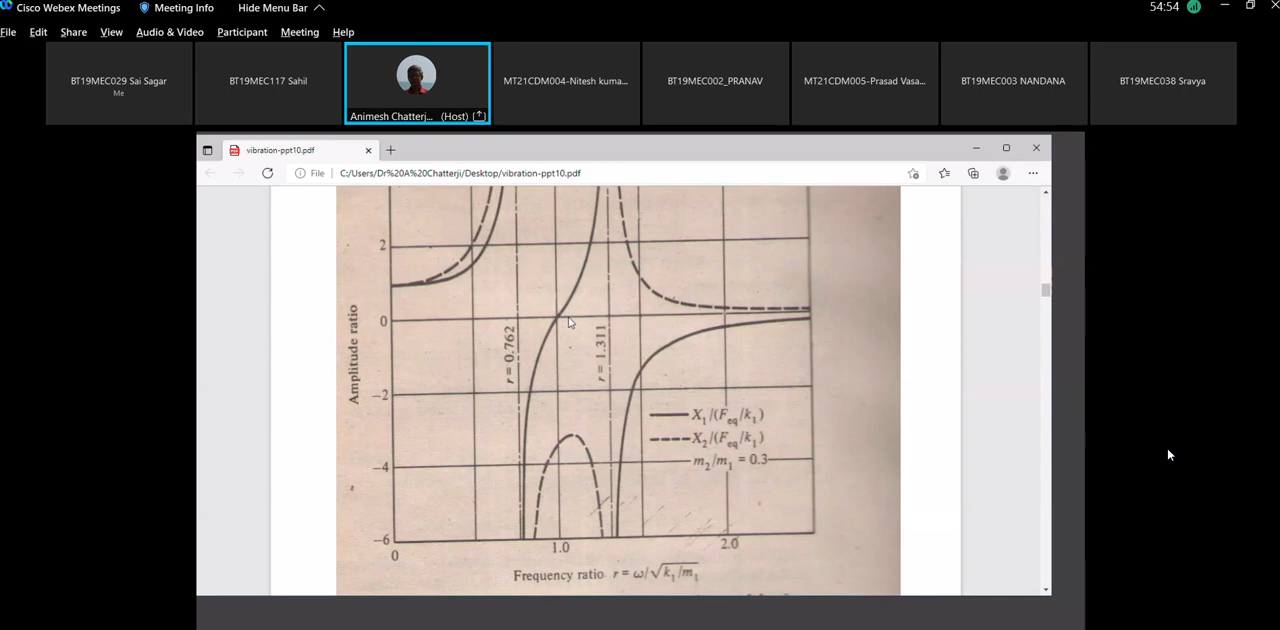 Cisco Webex Meetings
Meeting Info
Hide Menu Bar
54:54
File Edit Share View Audio & Video Participant Meeting Help
BT19MEC029 Sai Sagar
Me
BT19MEC117 Sahil
Animesh Chatterj... (Host)
MT21CDM004-Nitesh kuma...
BT19MEC002_PRANAV
MT21CDM005-Prasad Vasa...
BT19MEC003 NANDANA
BT19MEC038 Sravya
vibration-ppt10.pdf
File C:/Users/Dr%20A%20Chatterji/Desktop/vibration-ppt10.pdf
2
0
−2
−4
−6
Amplitude ratio
r = 0.762
r = 1.311
X₁/(Feq/k₁)
X₂/(Feq/k₁)
m₂/m₁ = 0.3
0
1.0
2.0
Frequency ratio r = ω/√k₁/m₁